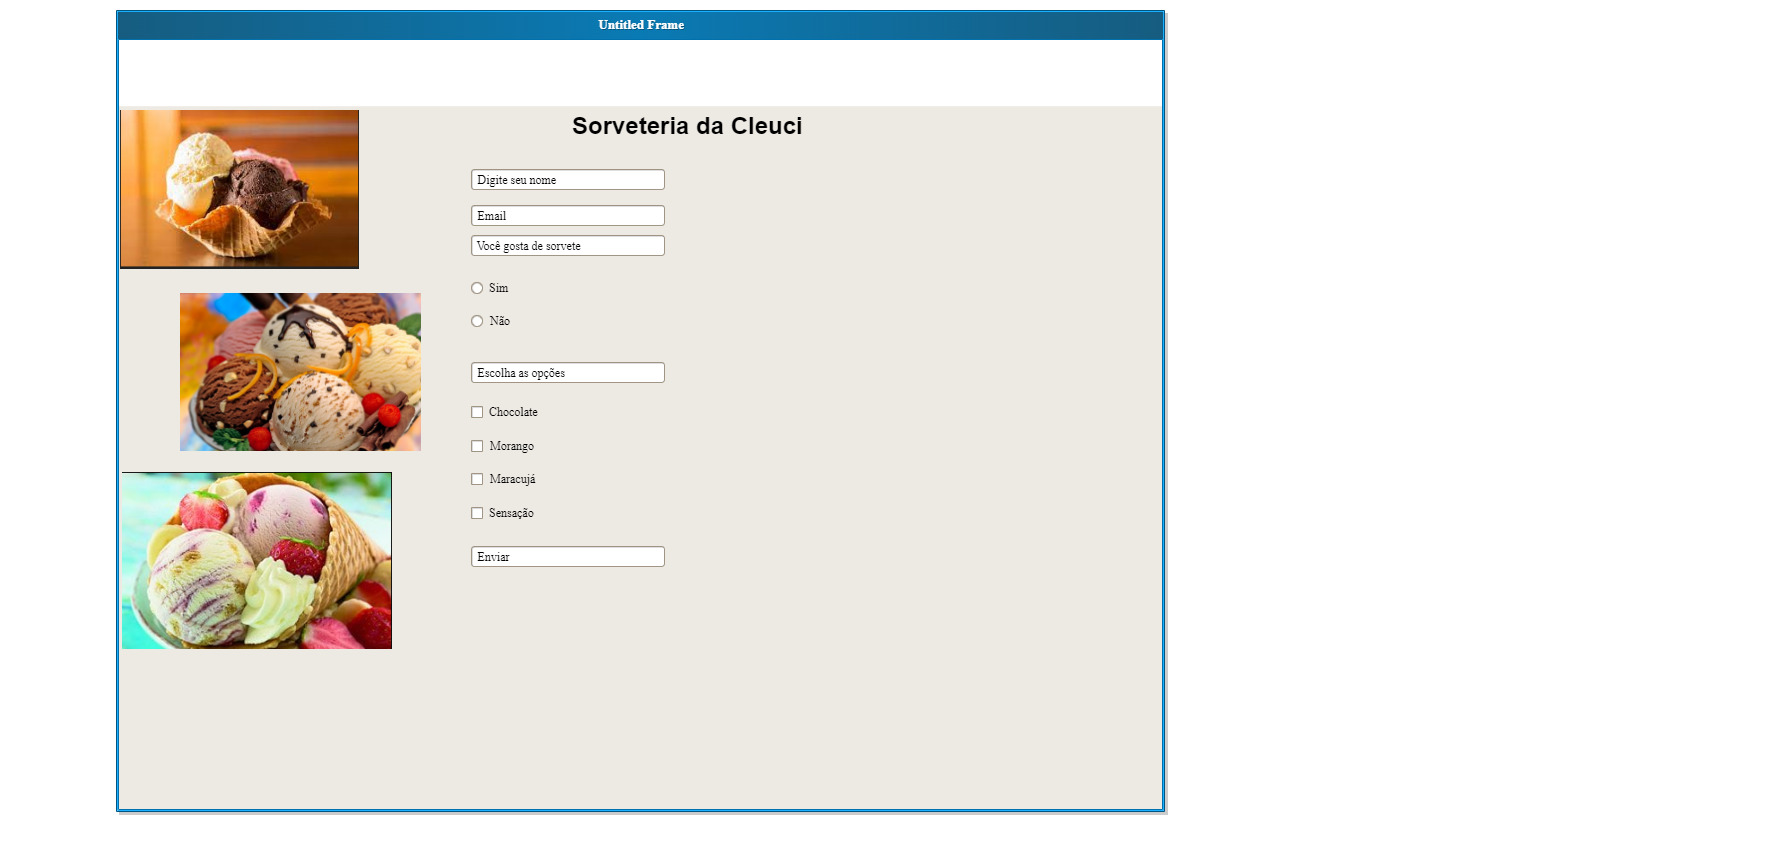 Untitled Frame
Sorveteria da Cleuci
Digite seu nome
Email
Você gosta de sorvete
Sim
Não
Escolha as opções
Chocolate
Morango
Maracujá
Sensação
Enviar